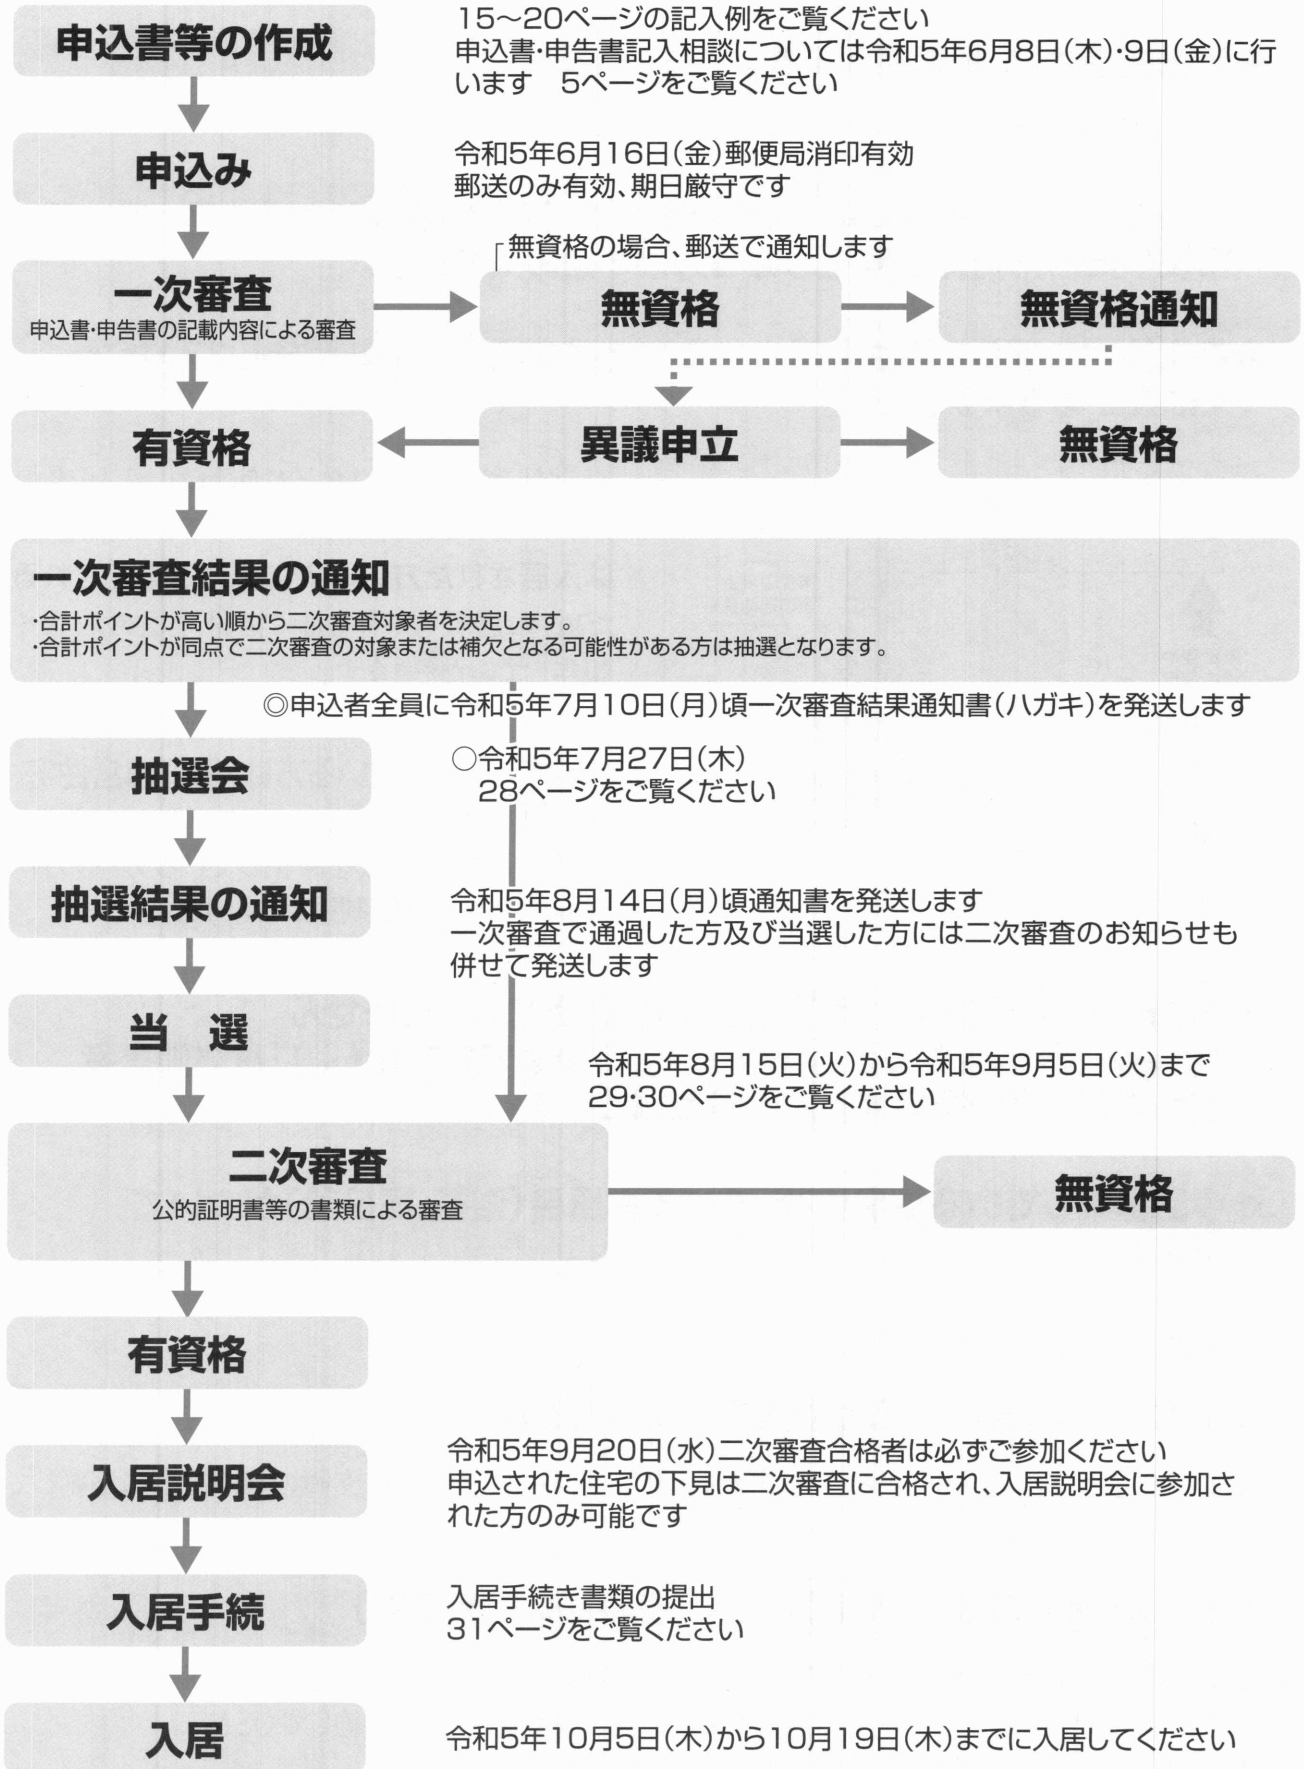 申込書等の作成
15〜20ページの記入例をご覧ください
申込書・申告書記入相談については令和5年6月8日(木)・9日(金)に行
います　5ページをご覧ください
申込み
令和5年6月16日(金)郵便局消印有効
郵送のみ有効、期日厳守です
無資格の場合、郵送で通知します
一次審査
申込書・申告書の記載内容による審査
無資格
無資格通知
有資格
異議申立
無資格
一次審査結果の通知
・合計ポイントが高い順から二次審査対象者を決定します。
・合計ポイントが同点で二次審査の対象または補欠となる可能性がある方は抽選となります。
◎申込者全員に令和5年7月10日(月)頃一次審査結果通知書(ハガキ)を発送します
抽選会
○令和5年7月27日(木)
28ページをご覧ください
抽選結果の通知
令和5年8月14日(月)頃通知書を発送します
一次審査で通過した方及び当選した方には二次審査のお知らせも
併せて発送します
当　選
令和5年8月15日(火)から令和5年9月5日(火)まで
29・30ページをご覧ください
二次審査
公的証明書等の書類による審査
無資格
有資格
入居説明会
令和5年9月20日(水)二次審査合格者は必ずご参加ください
申込された住宅の下見は二次審査に合格され、入居説明会に参加さ
れた方のみ可能です
入居手続
入居手続き書類の提出
31ページをご覧ください
入居
令和5年10月5日(木)から10月19日(木)までに入居してください